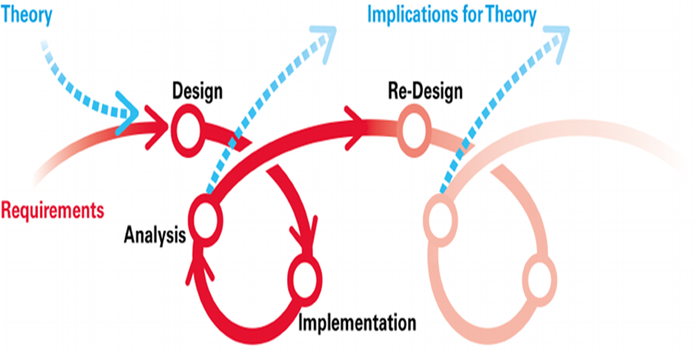 Theory
Implications for Theory
Design
Re-Design
Requirements
Analysis
Implementation